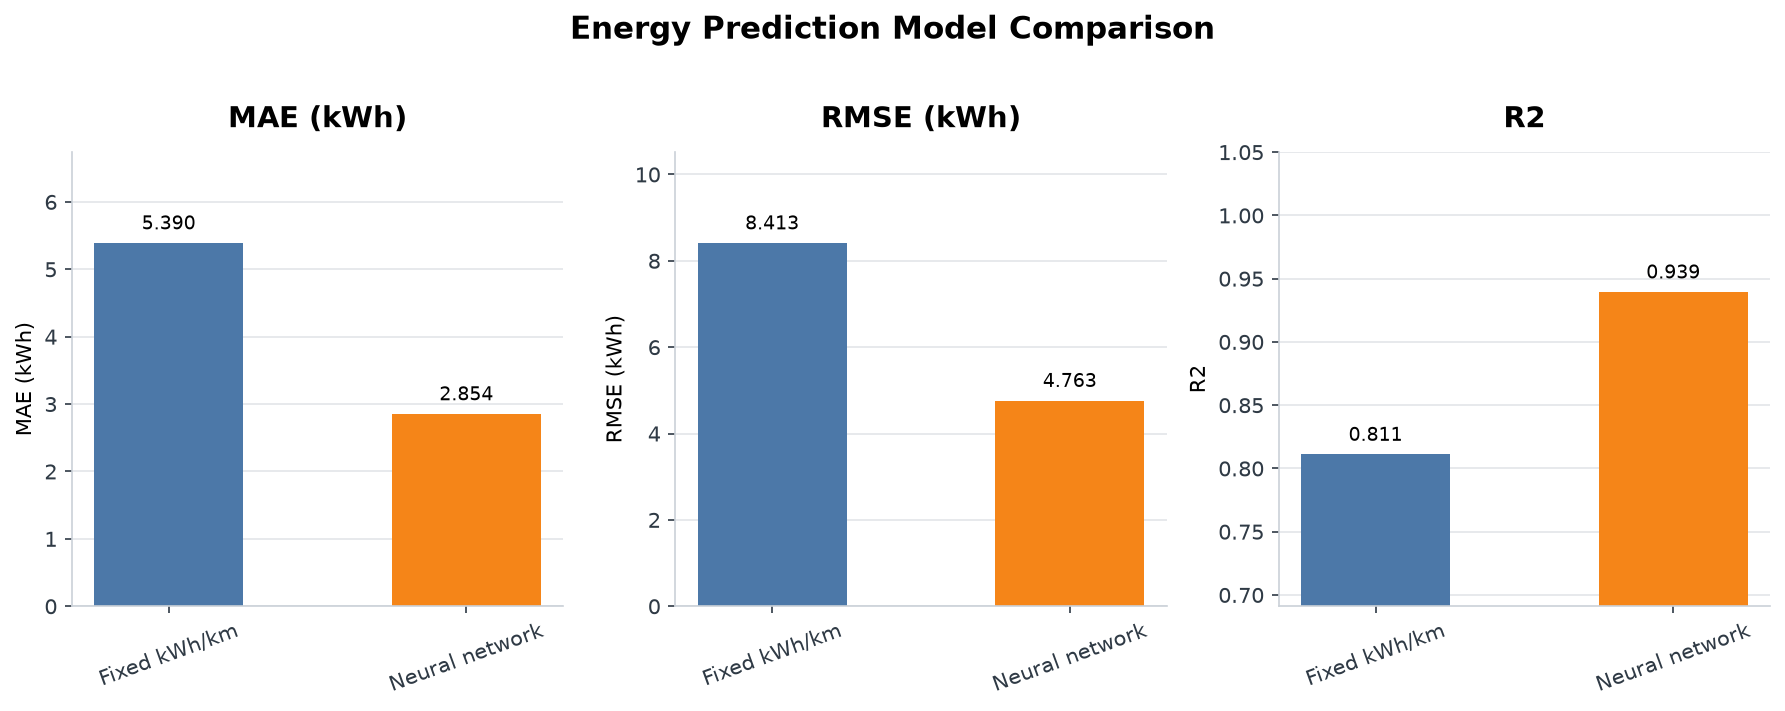 Energy Prediction Model Comparison
MAE (kWh)
MAE (kWh)
6
5
4
3
2
1
0
5.390
2.854
Fixed kWh/km
Neural network
RMSE (kWh)
RMSE (kWh)
10
8
6
4
2
0
8.413
4.763
Fixed kWh/km
Neural network
R2
R2
1.05
1.00
0.95
0.90
0.85
0.80
0.75
0.70
0.811
0.939
Fixed kWh/km
Neural network